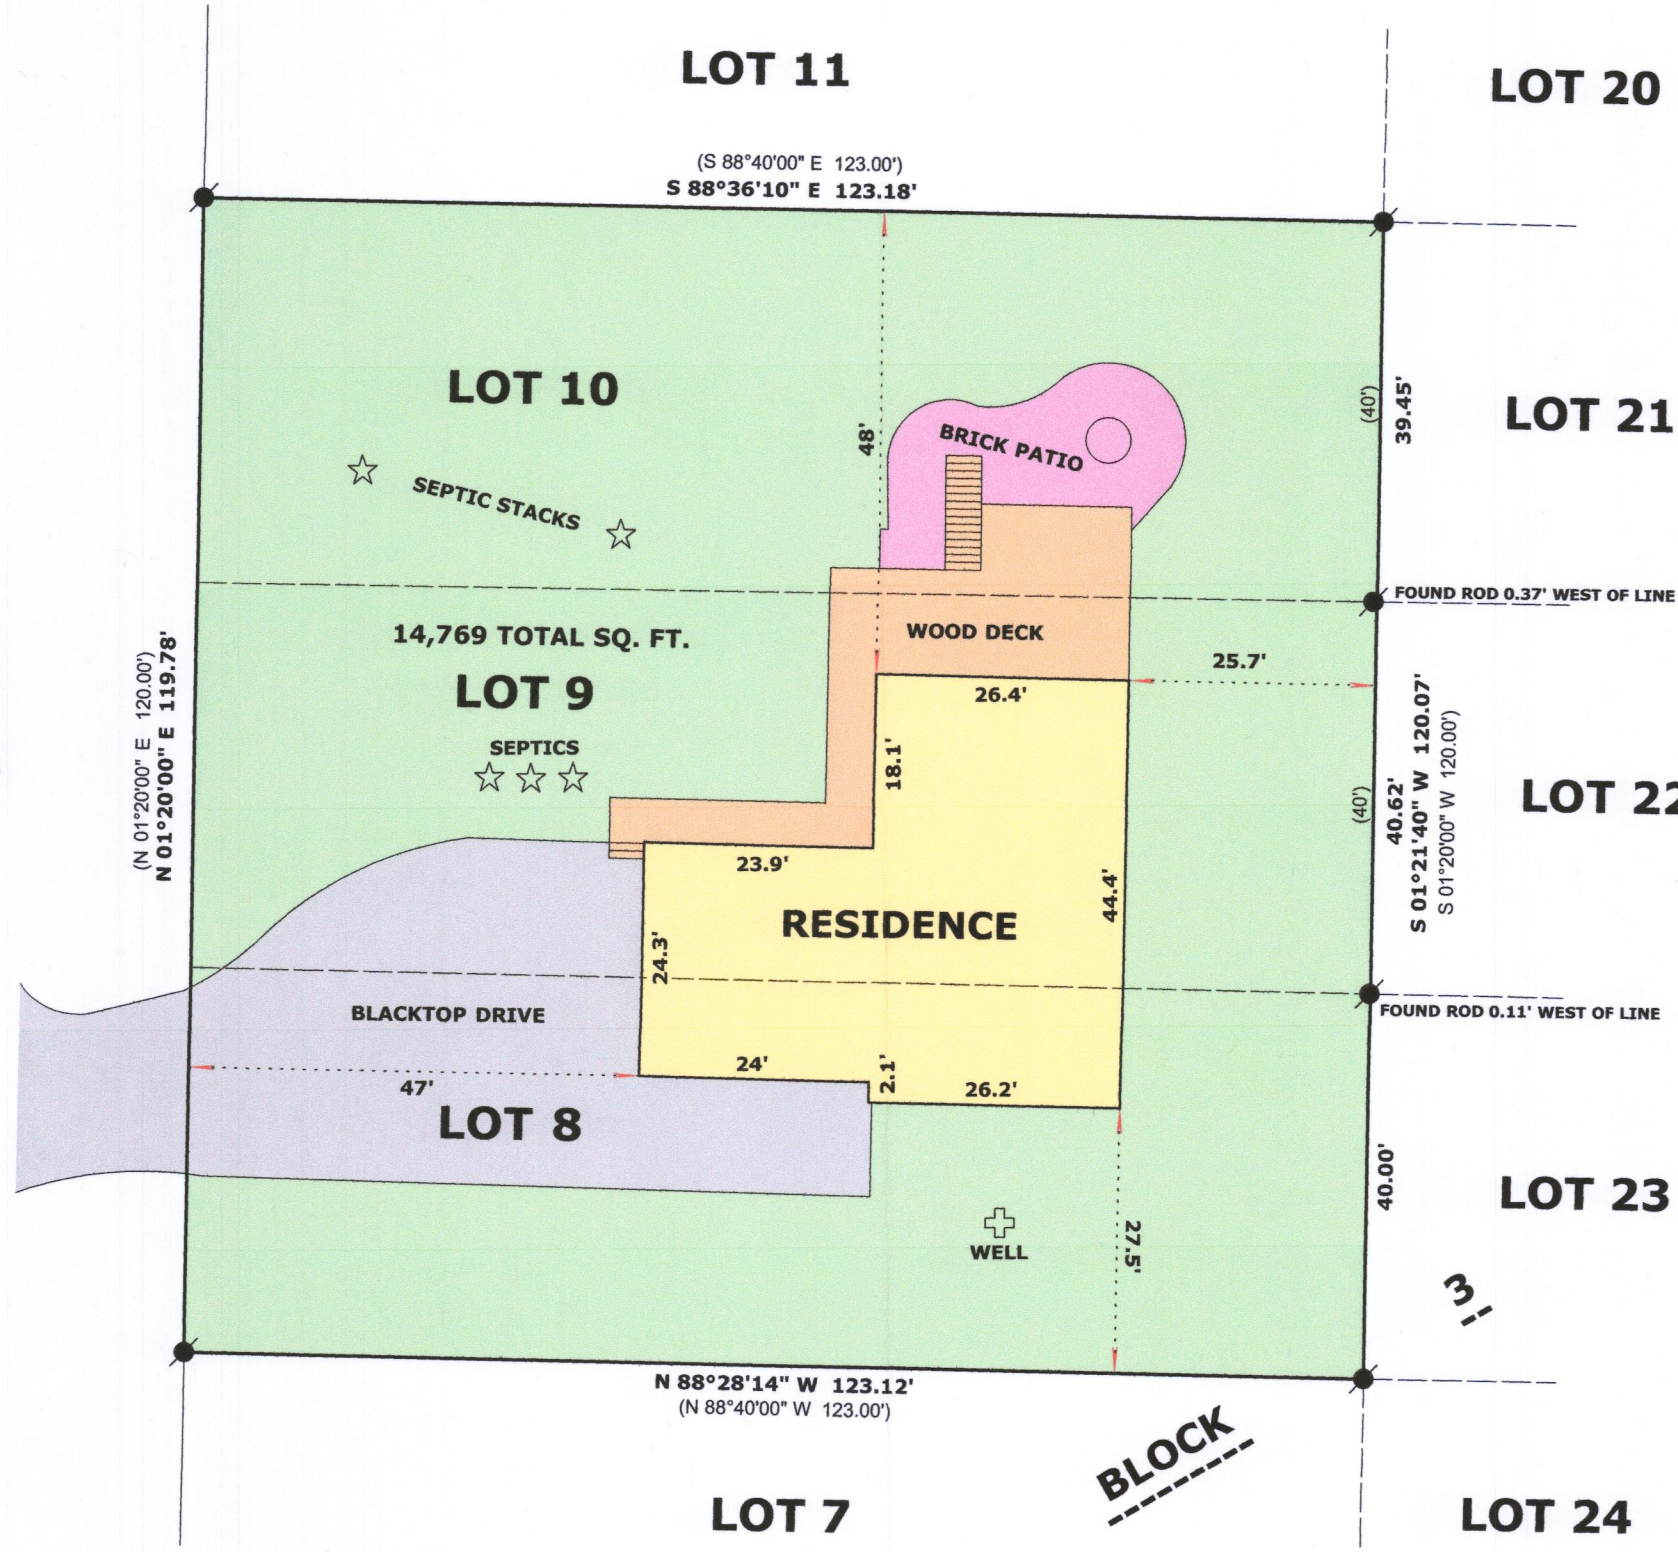 LOT 11
LOT 20
(S 88°40'00" E 123.00')
S 88°36'10" E 123.18'
LOT 10
(40')
39.45'
LOT 21
48'
BRICK PATIO
SEPTIC STACKS
FOUND ROD 0.37' WEST OF LINE
14,769 TOTAL SQ. FT.
WOOD DECK
LOT 9
25.7'
26.4'
(N 01°20'00" E 120.00')
N 01°20'00" E 119.78'
SEPTICS
18.1'
(40')
40.62'
S 01°21'40" W 120.07'
S 01°20'00" W 120.00')
LOT 22
23.9'
RESIDENCE
44.4'
24.3'
BLACKTOP DRIVE
FOUND ROD 0.11' WEST OF LINE
24'
2.1'
26.2'
47'
LOT 8
40.00'
LOT 23
WELL
27.5'
3
N 88°28'14" W 123.12'
(N 88°40'00" W 123.00')
BLOCK
LOT 7
LOT 24